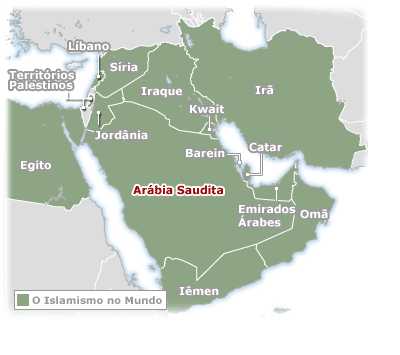 Líbano
Síria
Territórios
Palestinos
Iraque
Irã
Kwait
Jordânia
Catar
Barein
Egito
Arábia Saudita
Emirados
Árabes
Omã
Iêmen
O Islamismo no Mundo